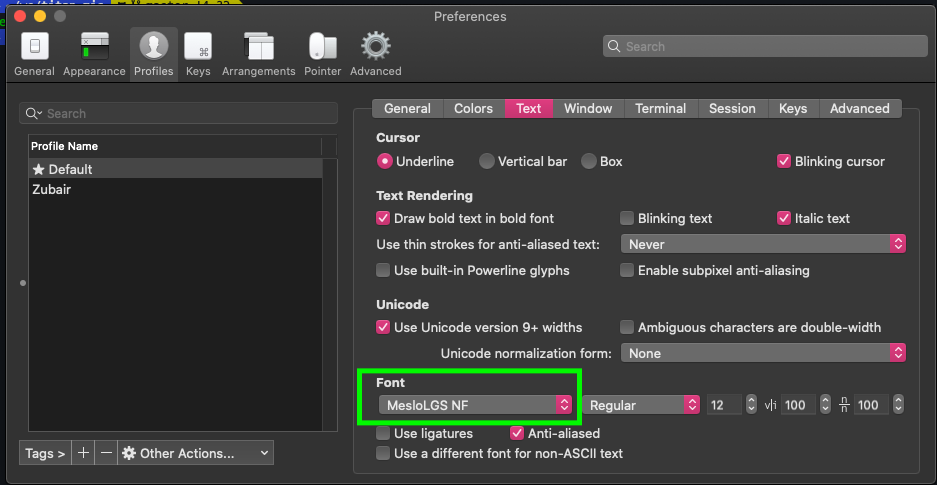 Preferences
General Appearance Profiles Keys Arrangements Pointer Advanced
Search
Search
Profile Name
★ Default
Zubair
Tags > + − Other Actions...
General Colors Text Window Terminal Session Keys Advanced
Cursor
Underline Vertical bar Box Blinking cursor
Text Rendering
Draw bold text in bold font Blinking text Italic text
Use thin strokes for anti-aliased text: Never
Use built-in Powerline glyphs Enable subpixel anti-aliasing
Unicode
Use Unicode version 9+ widths Ambiguous characters are double-width
Unicode normalization form: None
Font
MesloLGS NF Regular 12 v|i 100 n/n 100
Use ligatures Anti-aliased
Use a different font for non-ASCII text